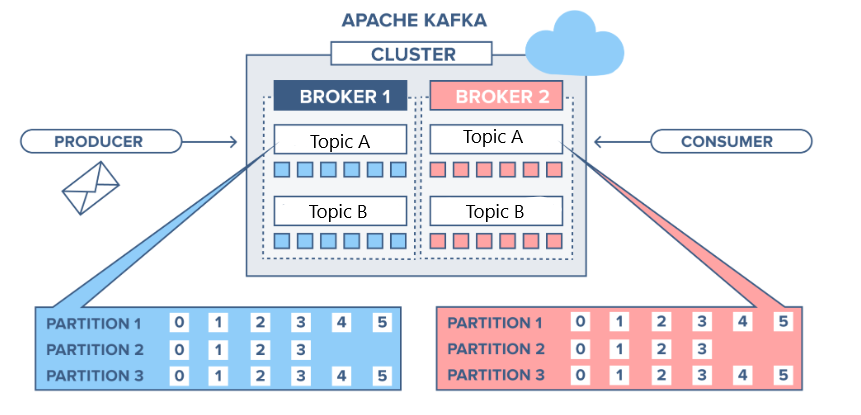 APACHE KAFKA
CLUSTER
BROKER 1
BROKER 2
Topic A
Topic A
PRODUCER
CONSUMER
Topic B
Topic B
PARTITION 1 0 1 2 3 4 5
PARTITION 2 0 1 2 3
PARTITION 3 0 1 2 3 4 5
PARTITION 1 0 1 2 3 4 5
PARTITION 2 0 1 2 3
PARTITION 3 0 1 2 3 4 5